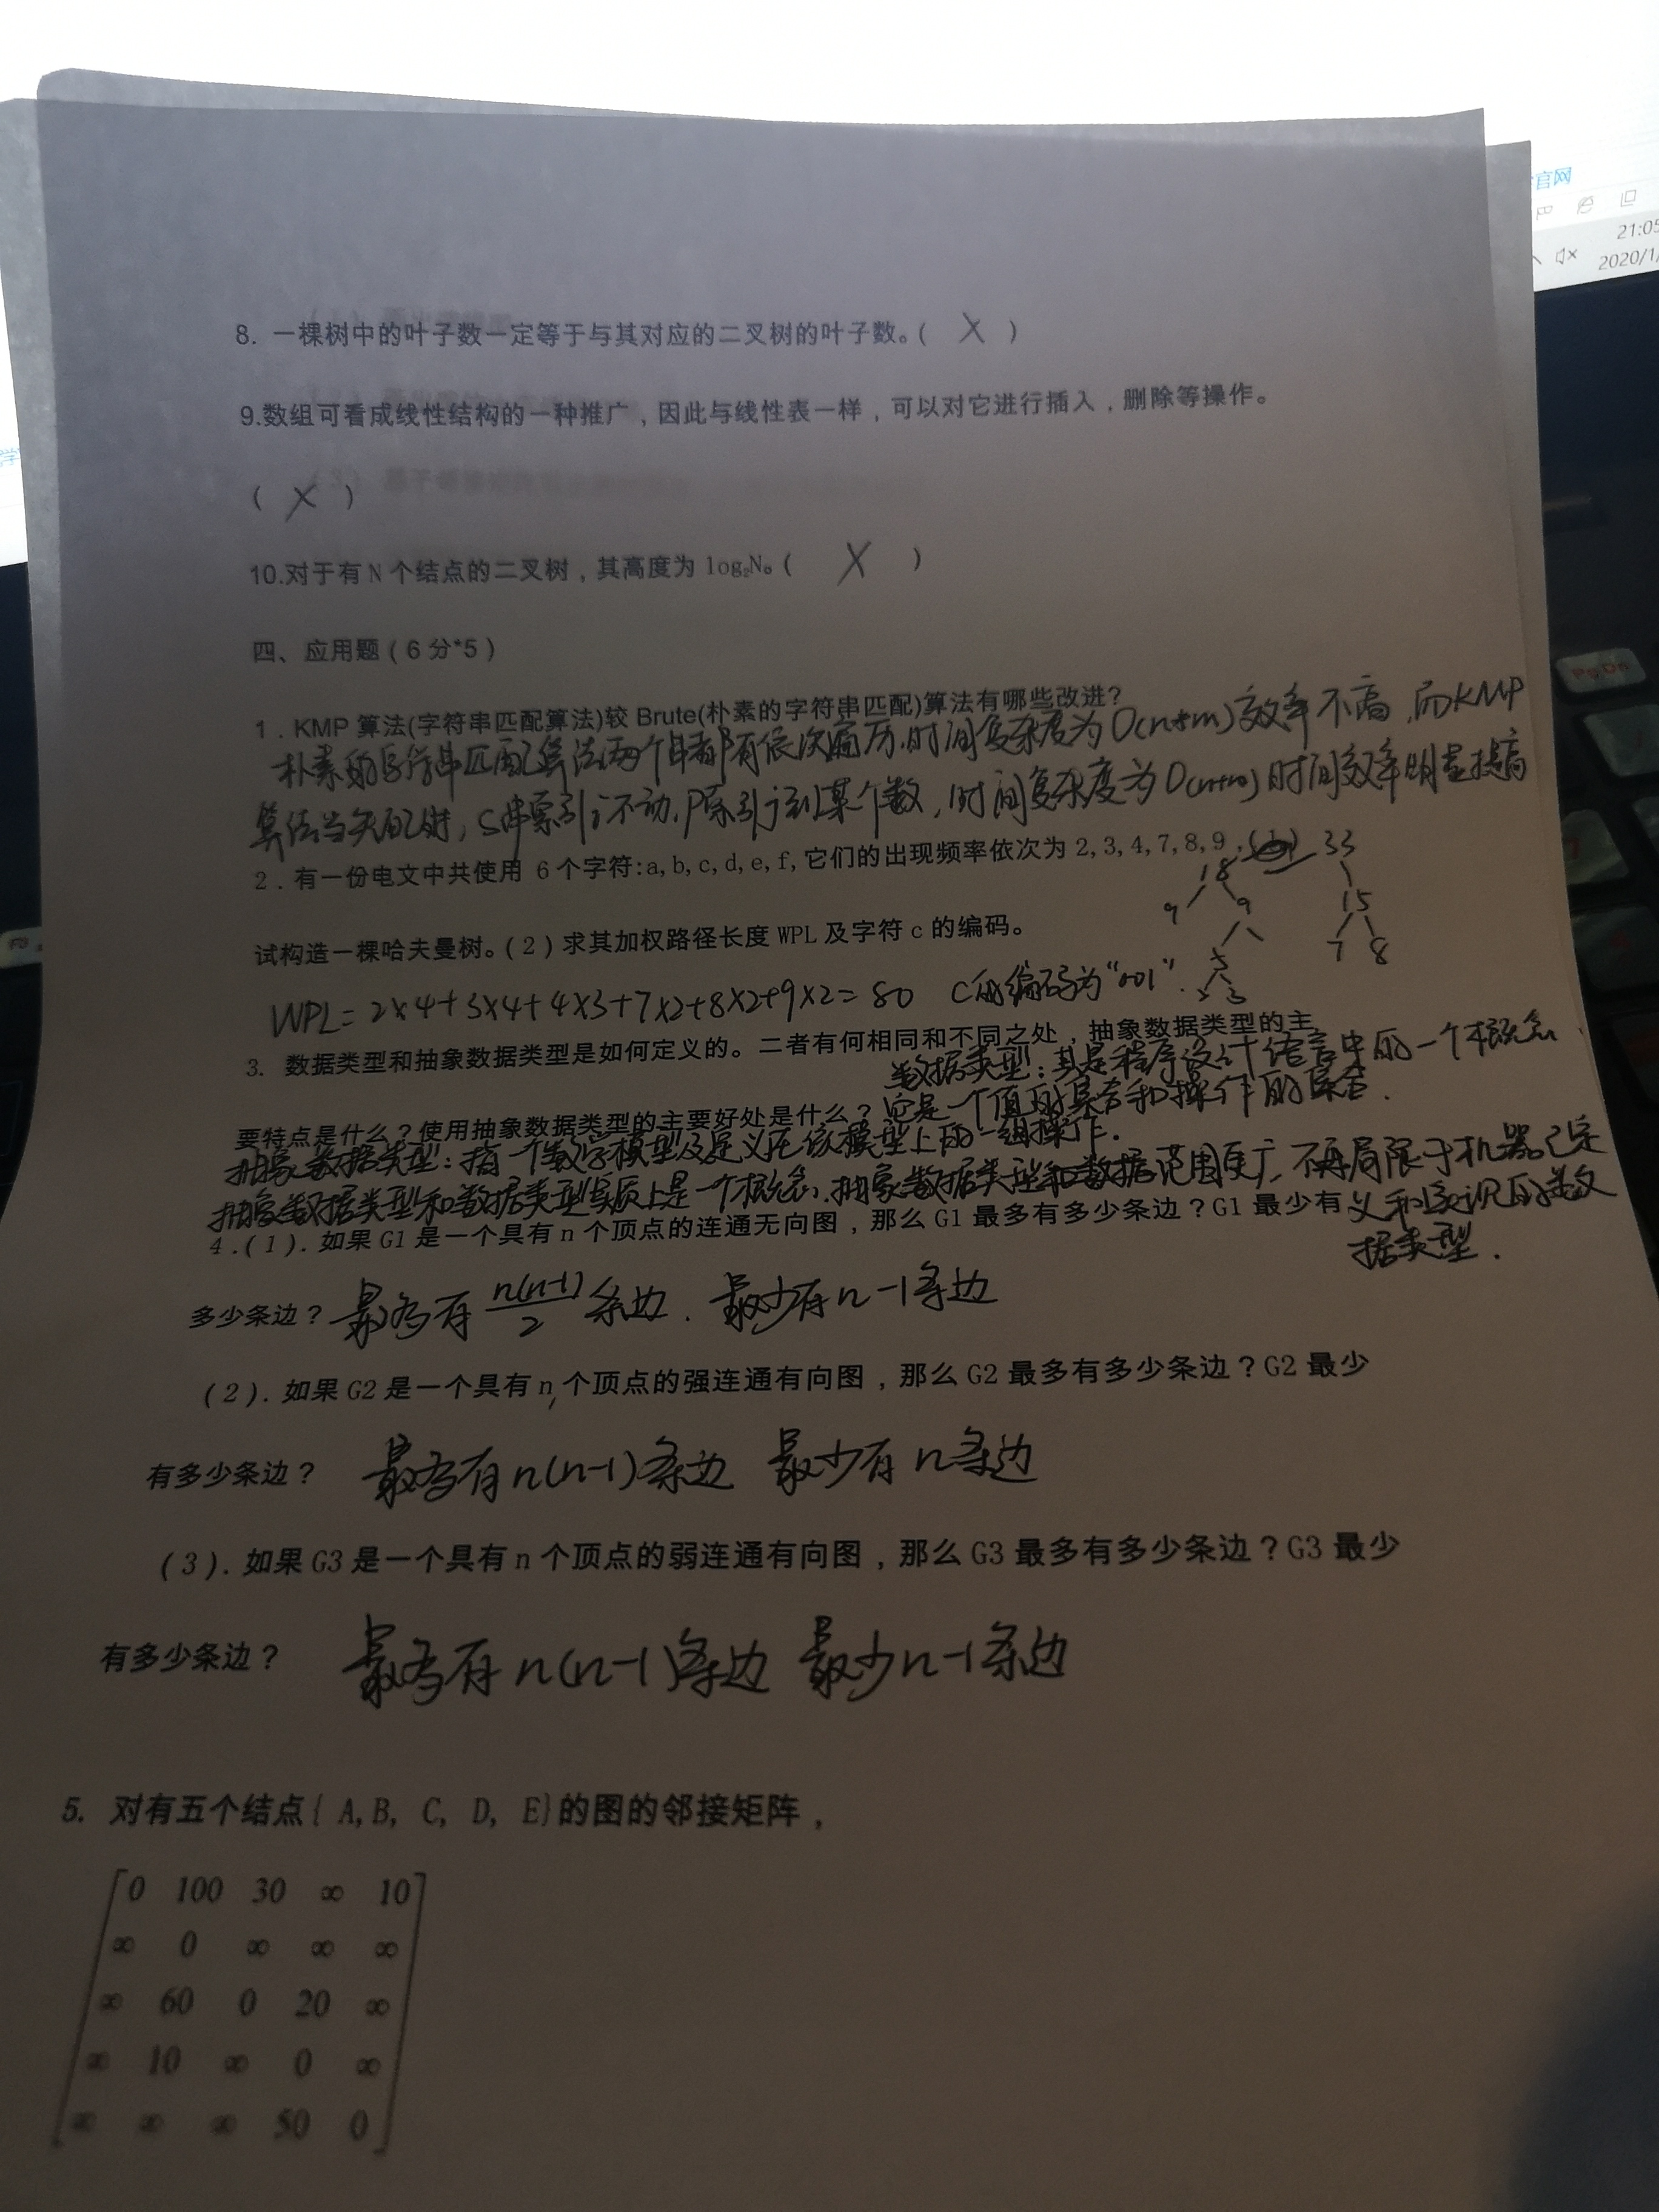 官网
21:05
2020/1/
8. 一棵树中的叶子数一定等于与其对应的二叉树的叶子数。( X )
9.数组可看成线性结构的一种推广，因此与线性表一样，可以对它进行插入，删除等操作。
( X )
10.对于有 N 个结点的二叉树，其高度为 log₂N。( X )
四、应用题（6 分*5）
1．KMP 算法(字符串匹配算法)较 Brute(朴素的字符串匹配)算法有哪些改进?
朴素的字符串匹配算法两个串都有依次遍历，时间复杂度为O(n*m)效率不高，而KMP
算法当失配时，S串索引i不动，P索引j到某个数，时间复杂度为O(n+m)时间效率明显提高
2．有一份电文中共使用 6 个字符:a,b,c,d,e,f,它们的出现频率依次为 2,3,4,7,8,9,
33
18 15
9 9 7 8
5
2 3
试构造一棵哈夫曼树。(2)求其加权路径长度 WPL 及字符 c 的编码。
WPL=2×4+3×4+4×3+7×2+8×2+9×2=80 C的编码为"001".
3. 数据类型和抽象数据类型是如何定义的。二者有何相同和不同之处，抽象数据类型的主
数据类型:其是程序设计语言中的一个概念
要特点是什么？使用抽象数据类型的主要好处是什么？它是一个值的集合和操作的集合.
抽象数据类型:指一个数学模型及定义在该模型上的一组操作.
抽象数据类型和数据类型实质上是一个概念,抽象数据类型和数据范围更广,不再局限于机器已定
义和实现的数
据类型.
4.(1). 如果 G1 是一个具有 n 个顶点的连通无向图，那么 G1 最多有多少条边？G1 最少有
多少条边？最多有 n(n-1)/2 条边. 最少有n-1条边
(2). 如果 G2 是一个具有 n 个顶点的强连通有向图，那么 G2 最多有多少条边？G2 最少
有多少条边？ 最多有n(n-1)条边 最少有n条边
(3). 如果 G3 是一个具有 n 个顶点的弱连通有向图，那么 G3 最多有多少条边？G3 最少
有多少条边？ 最多有n(n-1)条边 最少n-1条边
5. 对有五个结点{ A,B, C, D, E}的图的邻接矩阵，
0 100 30 ∞ 10
∞ 0 ∞ ∞ ∞
∞ 60 0 20 ∞
∞ 10 ∞ 0 ∞
∞ ∞ ∞ 50 0